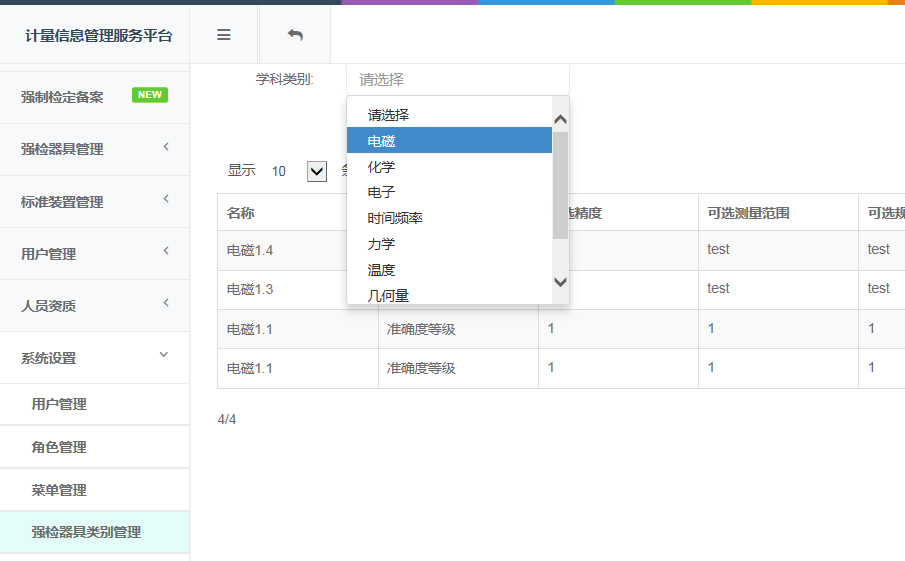 计量信息管理服务平台
强制检定备案 NEW
强检器具管理
标准装置管理
用户管理
人员资质
系统设置
用户管理
角色管理
菜单管理
强检器具类别管理
学科类别: 请选择
请选择
电磁
化学
电子
时间频率
力学
温度
几何量
显示 10
名称 选精度 可选测量范围 可选规
电磁1.4 test test
电磁1.3 test test
电磁1.1 准确度等级 1 1 1
电磁1.1 准确度等级 1 1 1
4/4